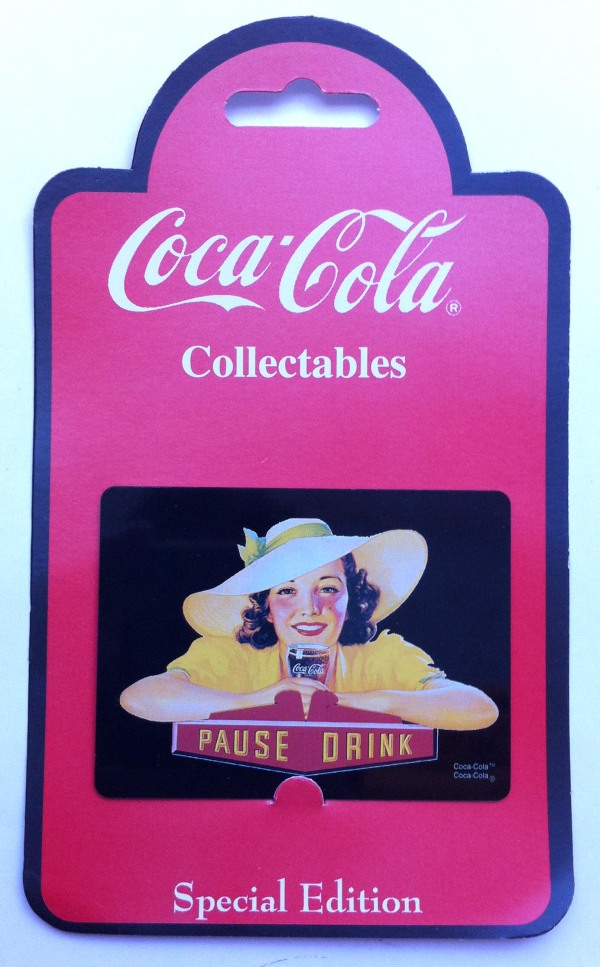 Coca-Cola®
Collectables
Coca-Cola
PAUSE DRINK
Coca-Cola™
Coca-Cola®
Special Edition